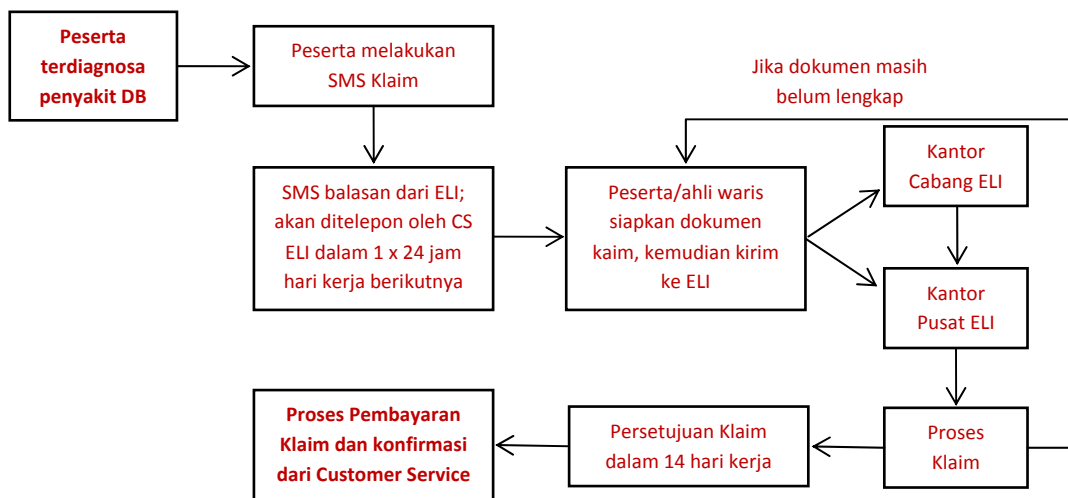 Peserta
terdiagnosa
penyakit DB
Peserta melakukan
SMS Klaim
SMS balasan dari ELI;
akan ditelepon oleh CS
ELI dalam 1 x 24 jam
hari kerja berikutnya
Peserta/ahli waris
siapkan dokumen
kaim, kemudian kirim
ke ELI
Jika dokumen masih
belum lengkap
Kantor
Cabang ELI
Kantor
Pusat ELI
Proses
Klaim
Persetujuan Klaim
dalam 14 hari kerja
Proses Pembayaran
Klaim dan konfirmasi
dari Customer Service